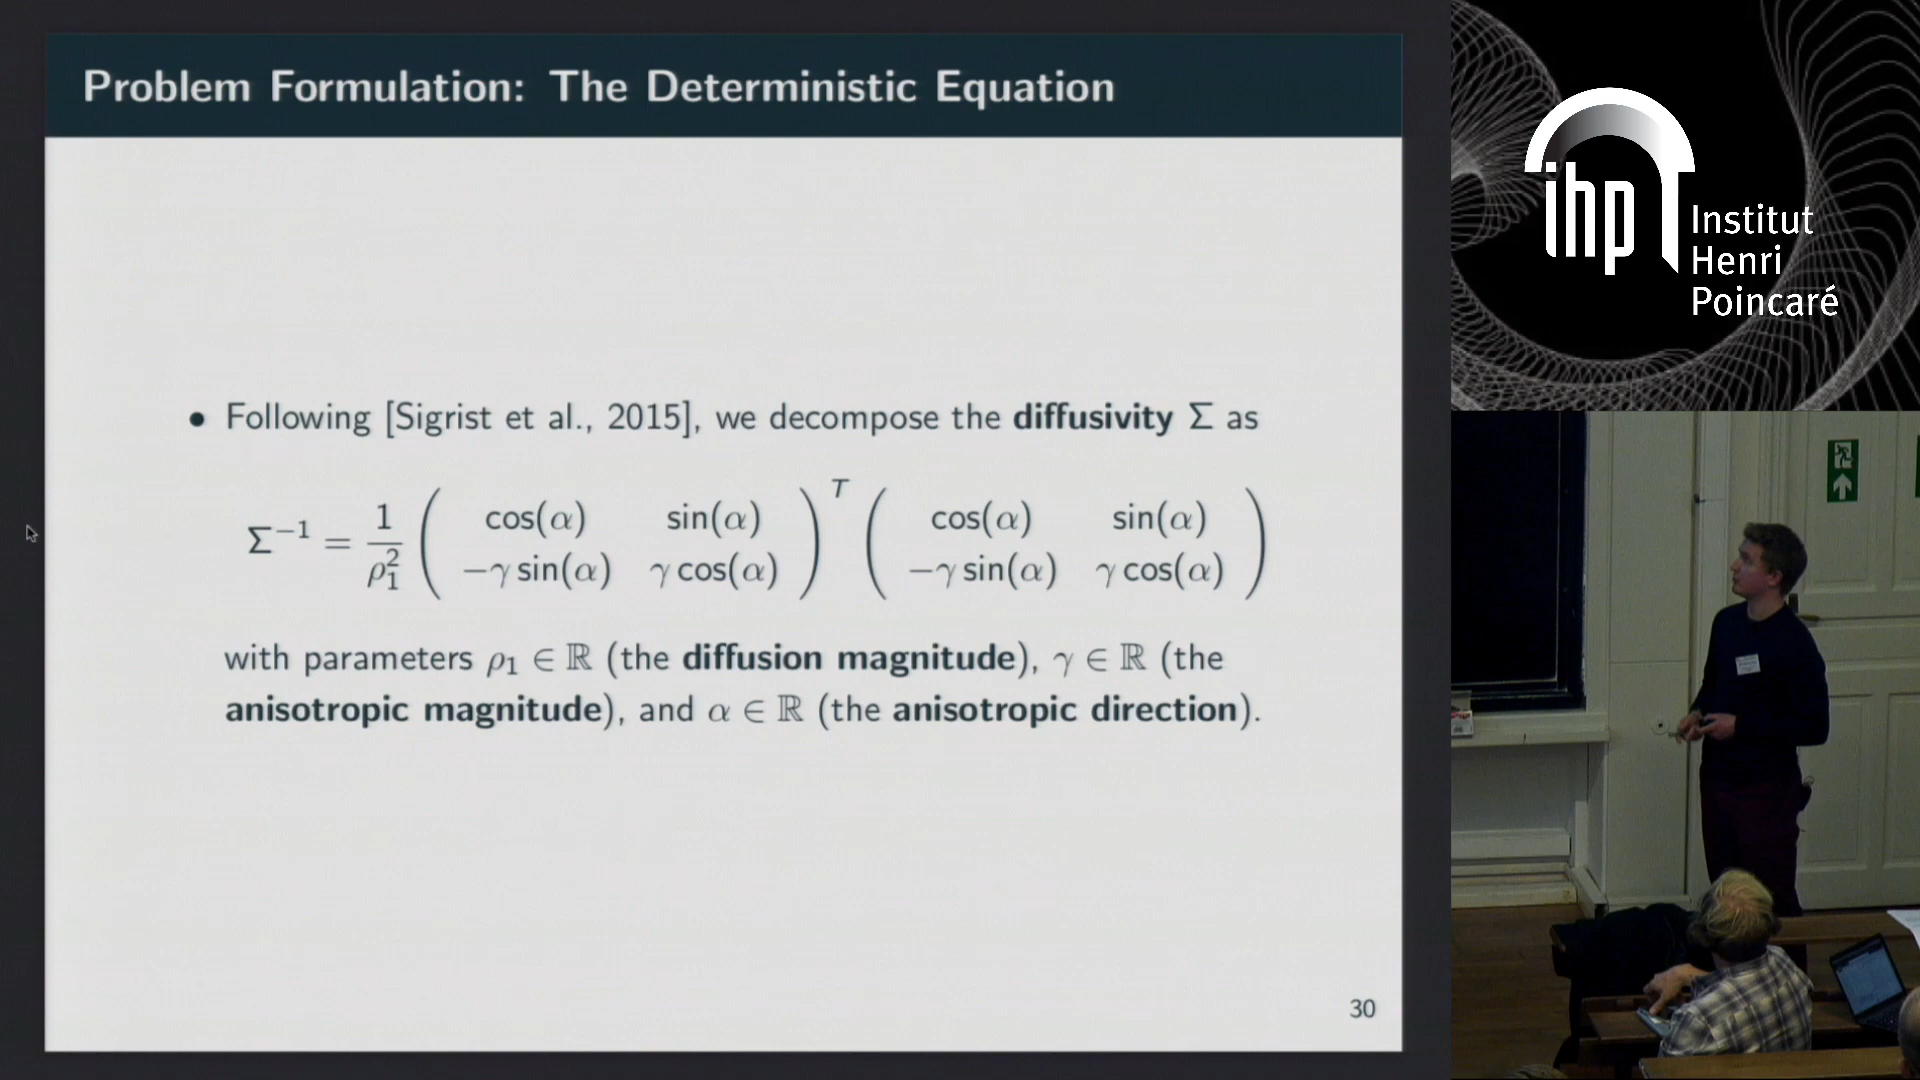 Problem Formulation: The Deterministic Equation
• Following [Sigrist et al., 2015], we decompose the diffusivity Σ as
Σ⁻¹ = 1/ρ₁² ( cos(α) sin(α) ; −γ sin(α) γ cos(α) )ᵀ ( cos(α) sin(α) ; −γ sin(α) γ cos(α) )
with parameters ρ₁ ∈ ℝ (the diffusion magnitude), γ ∈ ℝ (the
anisotropic magnitude), and α ∈ ℝ (the anisotropic direction).
30
ihp
Institut
Henri
Poincaré